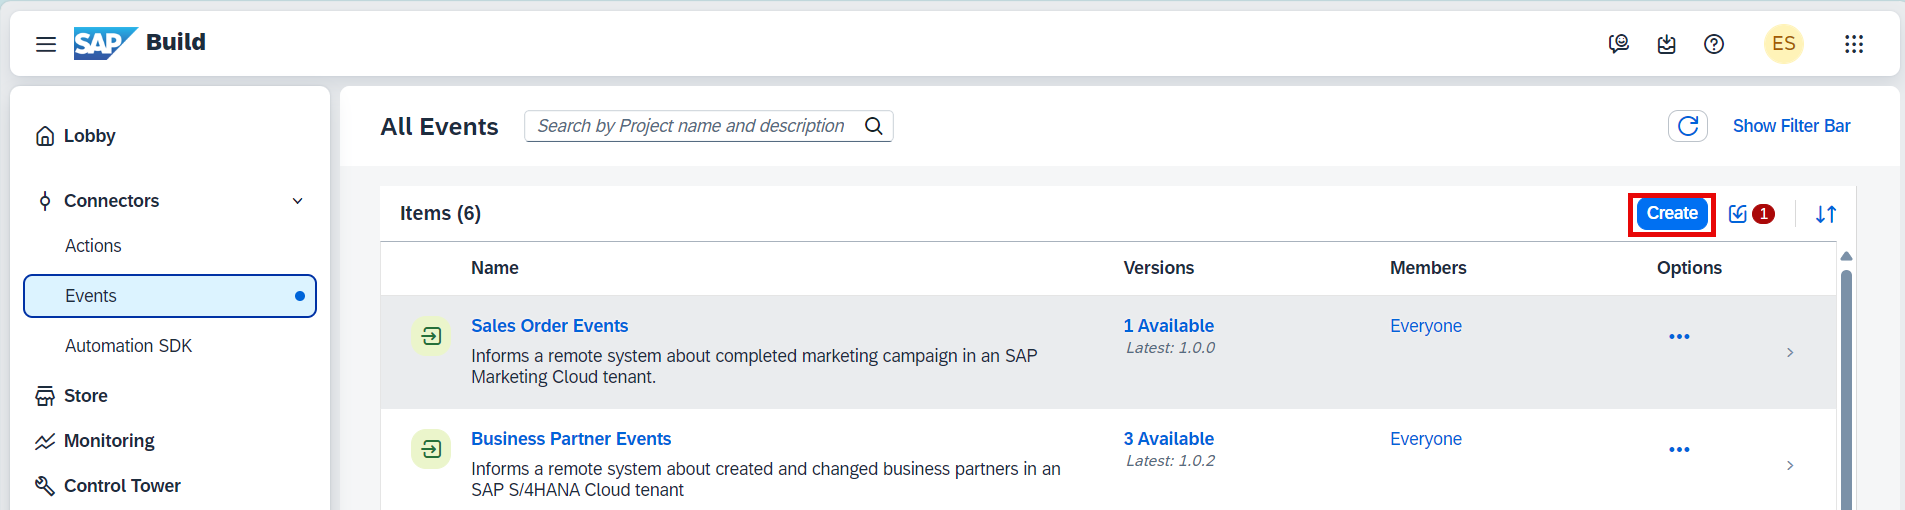 SAP Build
ES
Lobby
Connectors
Actions
Events
Automation SDK
Store
Monitoring
Control Tower
All Events
Search by Project name and description
Show Filter Bar
Items (6)
Create
1
Name Versions Members Options
Sales Order Events 1 Available Everyone
Latest: 1.0.0
Informs a remote system about completed marketing campaign in an SAP
Marketing Cloud tenant.
Business Partner Events 3 Available Everyone
Latest: 1.0.2
Informs a remote system about created and changed business partners in an
SAP S/4HANA Cloud tenant